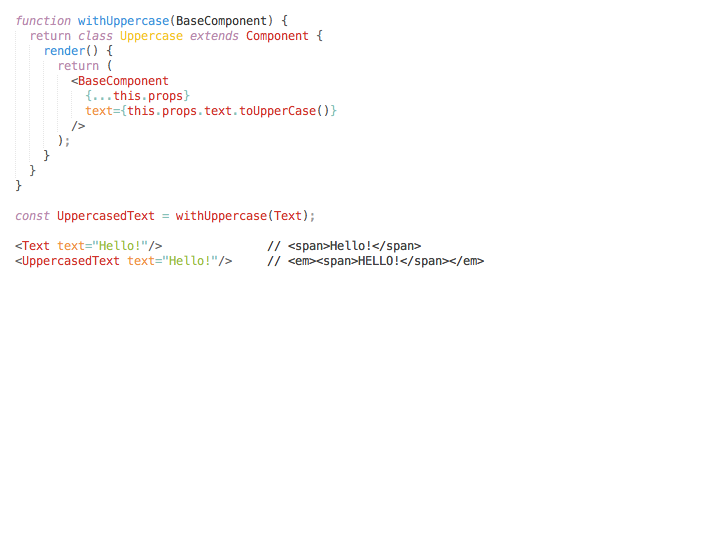 function withUppercase(BaseComponent) {
  return class Uppercase extends Component {
    render() {
      return (
        <BaseComponent
          {...this.props}
          text={this.props.text.toUpperCase()}
        />
      );
    }
  }
}

const UppercasedText = withUppercase(Text);

<Text text="Hello!"/>               // <span>Hello!</span>
<UppercasedText text="Hello!"/>     // <em><span>HELLO!</span></em>